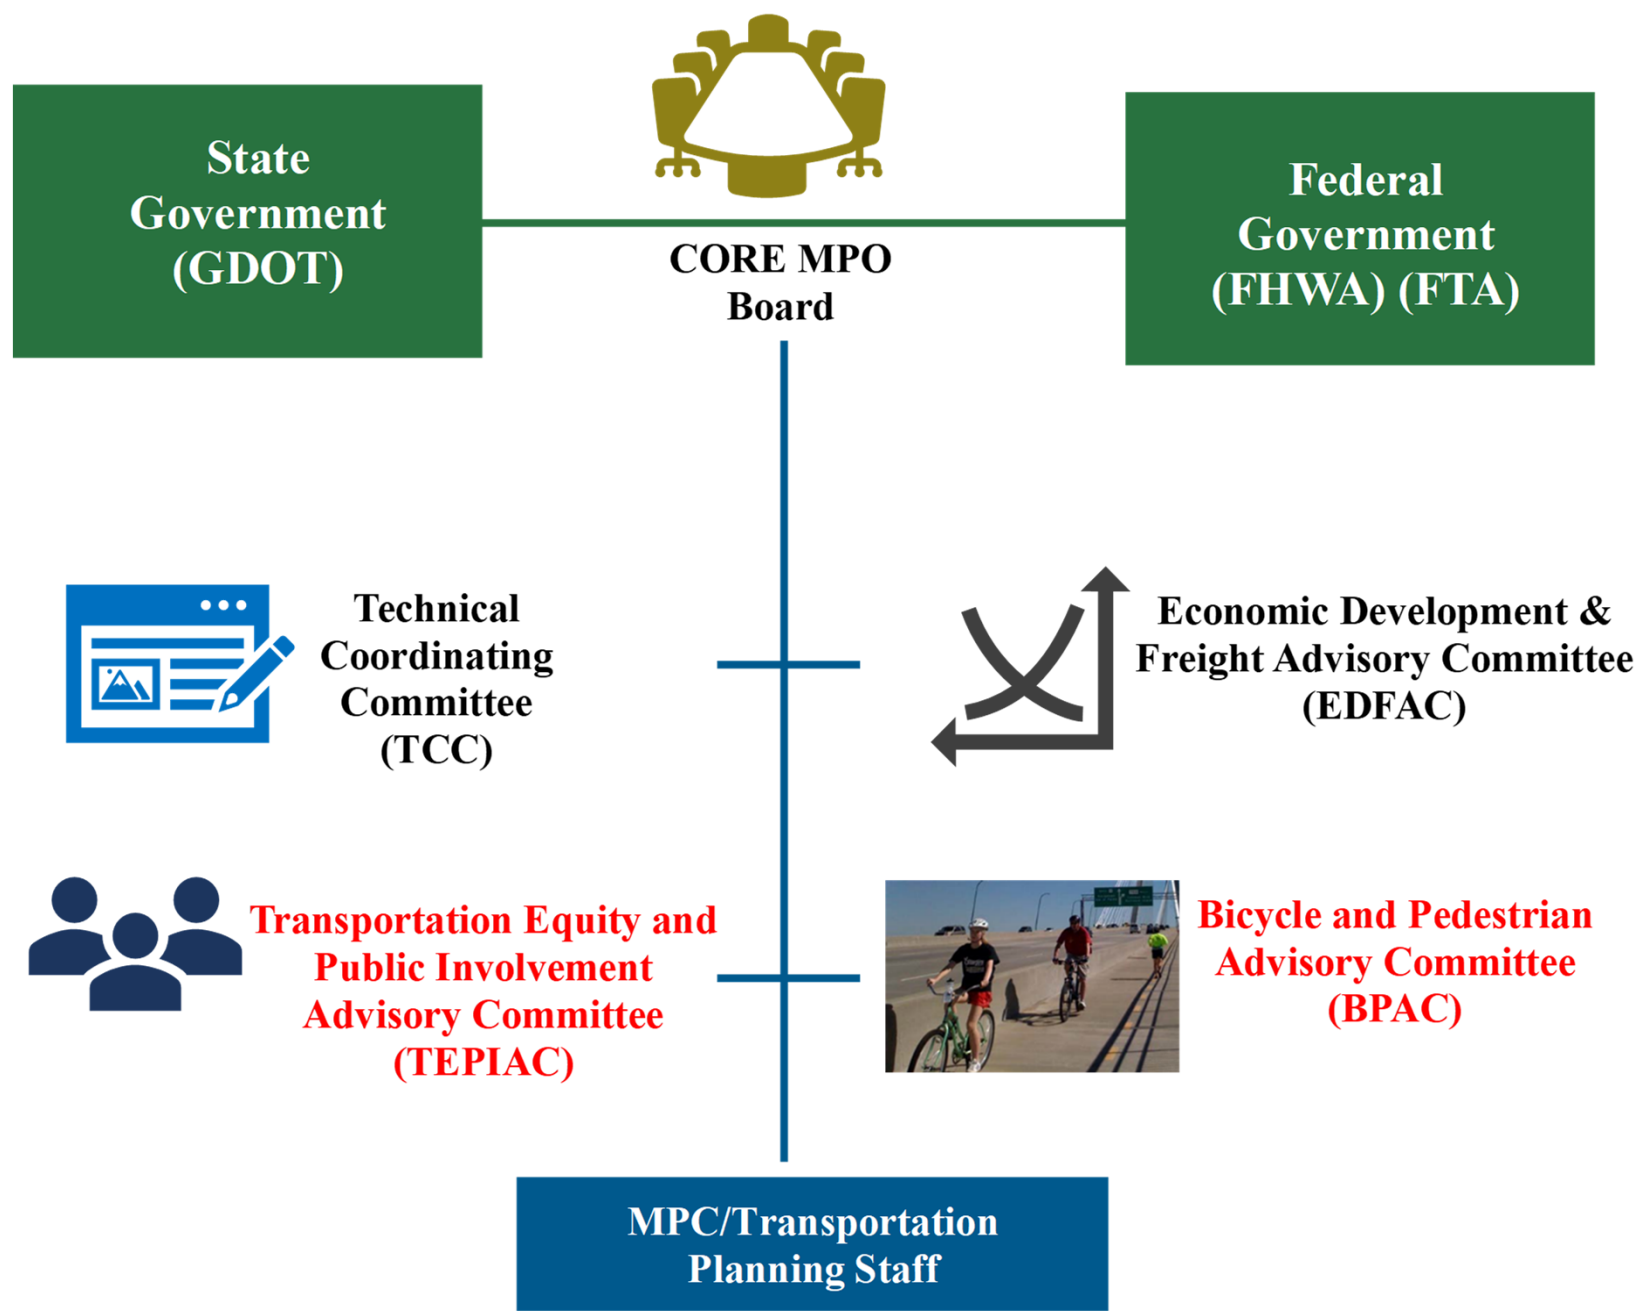 State
Government
(GDOT)
CORE MPO
Board
Federal
Government
(FHWA) (FTA)
Technical
Coordinating
Committee
(TCC)
Economic Development &
Freight Advisory Committee
(EDFAC)
Transportation Equity and
Public Involvement
Advisory Committee
(TEPIAC)
Bicycle and Pedestrian
Advisory Committee
(BPAC)
MPC/Transportation
Planning Staff